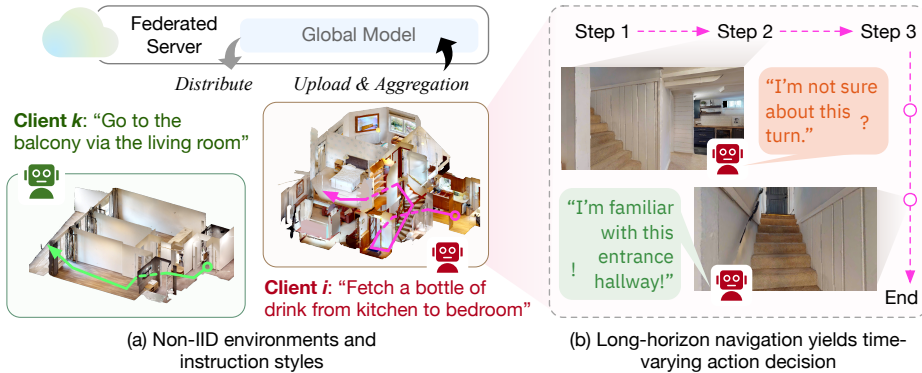 Federated
Server
Global Model
Distribute
Upload & Aggregation
Client k: “Go to the
balcony via the living room”
Client i: “Fetch a bottle of
drink from kitchen to bedroom”
(a) Non-IID environments and
instruction styles
Step 1
Step 2
Step 3
“I’m not sure
about this
turn.” ?
“I’m familiar
with this
entrance
! hallway!”
End
(b) Long-horizon navigation yields time-
varying action decision